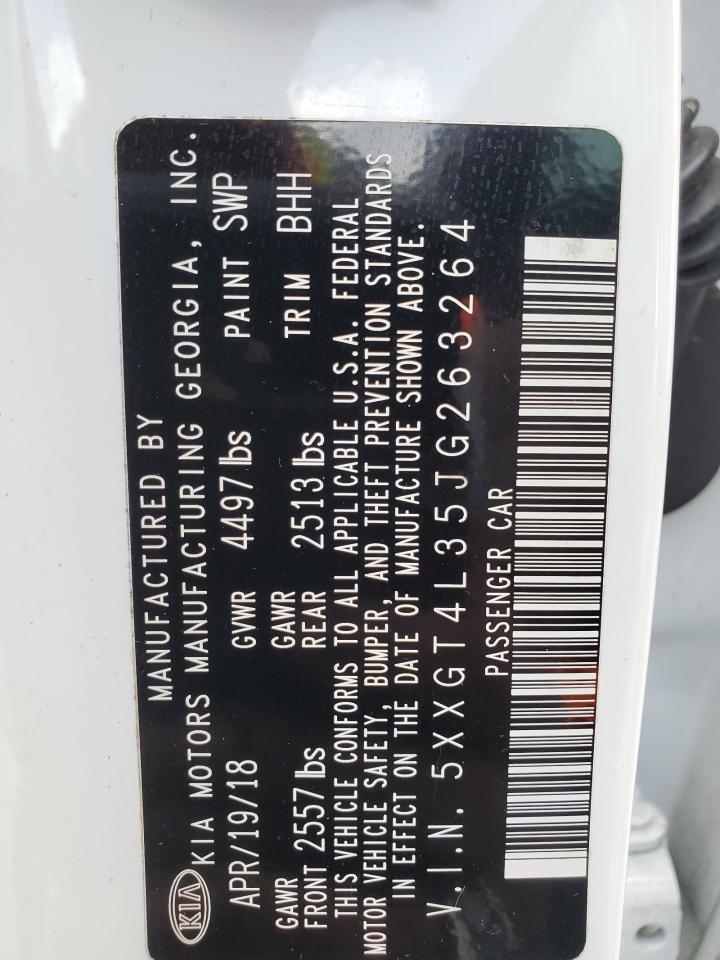 MANUFACTURED BY
KIA KIA MOTORS MANUFACTURING GEORGIA, INC.
APR/19/18 GVWR 4497 lbs PAINT SWP
GAWR FRONT 2557 lbs GAWR REAR 2513 lbs TRIM BHH
THIS VEHICLE CONFORMS TO ALL APPLICABLE U.S.A. FEDERAL
MOTOR VEHICLE SAFETY, BUMPER, AND THEFT PREVENTION STANDARDS
IN EFFECT ON THE DATE OF MANUFACTURE SHOWN ABOVE.
V.I.N. 5XXGT4L35JG263264
PASSENGER CAR